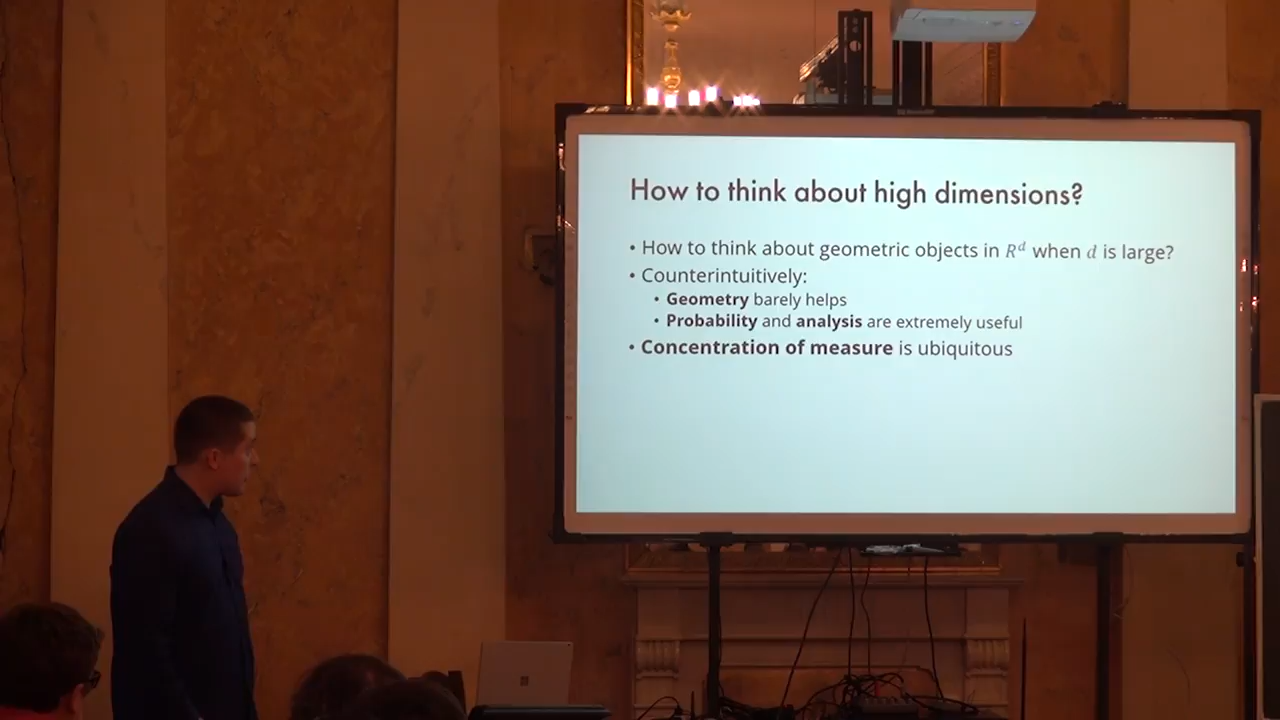 How to think about high dimensions?
• How to think about geometric objects in R^d when d is large?
• Counterintuitively:
• Geometry barely helps
• Probability and analysis are extremely useful
• Concentration of measure is ubiquitous